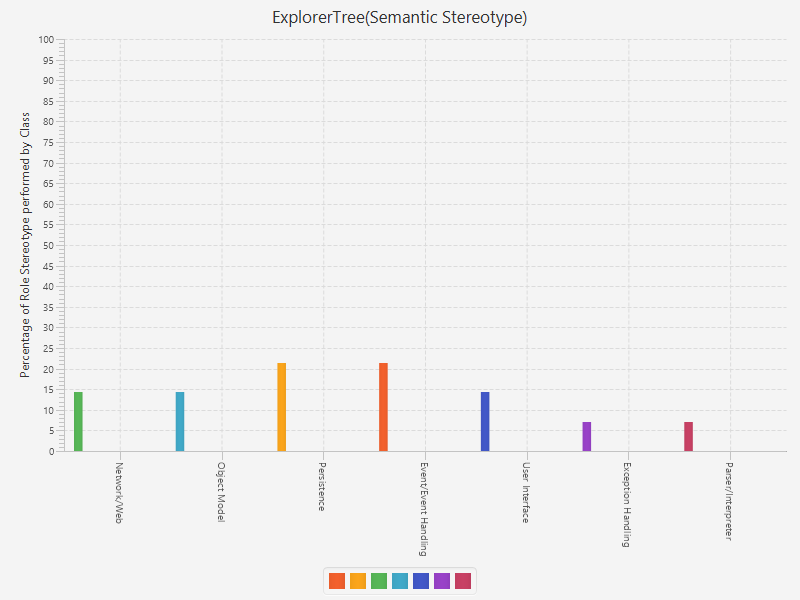 ExplorerTree(Semantic Stereotype)
Percentage of Role Stereotype performed by Class
100
95
90
85
80
75
70
65
60
55
50
45
40
35
30
25
20
15
10
5
0
Network/Web
Object Model
Persistence
Event/Event Handling
User Interface
Exception Handling
Parser/Interpreter